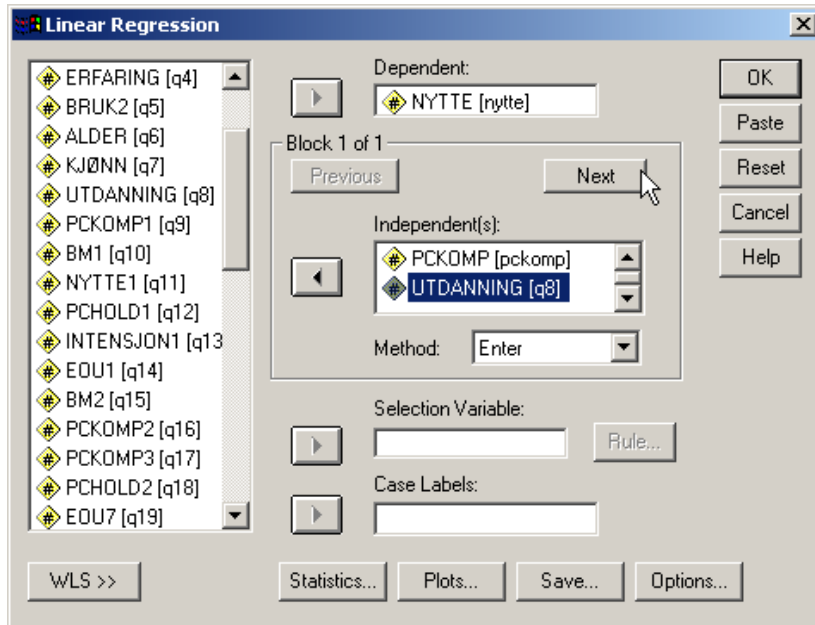 Linear Regression
ERFARING [q4]
BRUK2 [q5]
ALDER [q6]
KJØNN [q7]
UTDANNING [q8]
PCKOMP1 [q9]
BM1 [q10]
NYTTE1 [q11]
PCHOLD1 [q12]
INTENSJON1 [q13
EOU1 [q14]
BM2 [q15]
PCKOMP2 [q16]
PCKOMP3 [q17]
PCHOLD2 [q18]
EOU7 [q19]
WLS >>
Dependent:
NYTTE [nytte]
Block 1 of 1
Previous
Next
Independent(s):
PCKOMP [pckomp]
UTDANNING [q8]
Method:
Enter
Selection Variable:
Rule...
Case Labels:
Statistics...
Plots...
Save...
Options...
OK
Paste
Reset
Cancel
Help